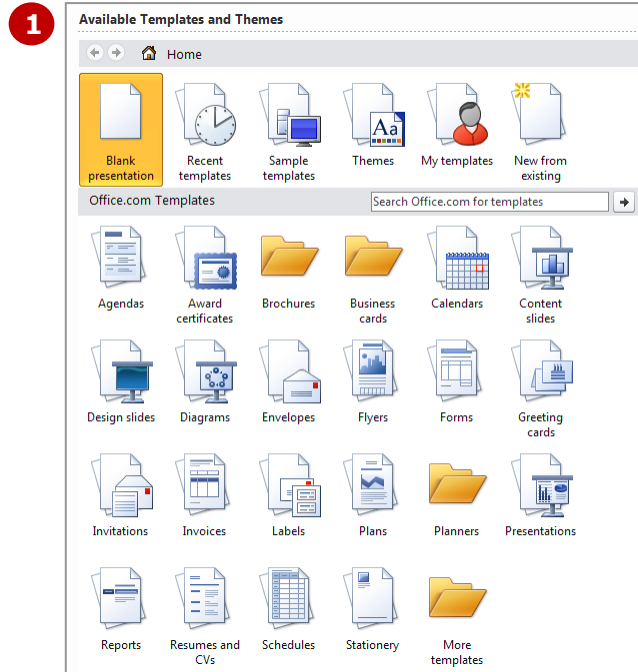 1
Available Templates and Themes
Home
Blank presentation
Recent templates
Sample templates
Themes
My templates
New from existing
Office.com Templates
Search Office.com for templates
Agendas
Award certificates
Brochures
Business cards
Calendars
Content slides
Design slides
Diagrams
Envelopes
Flyers
Forms
Greeting cards
Invitations
Invoices
Labels
Plans
Planners
Presentations
Reports
Resumes and CVs
Schedules
Stationery
More templates